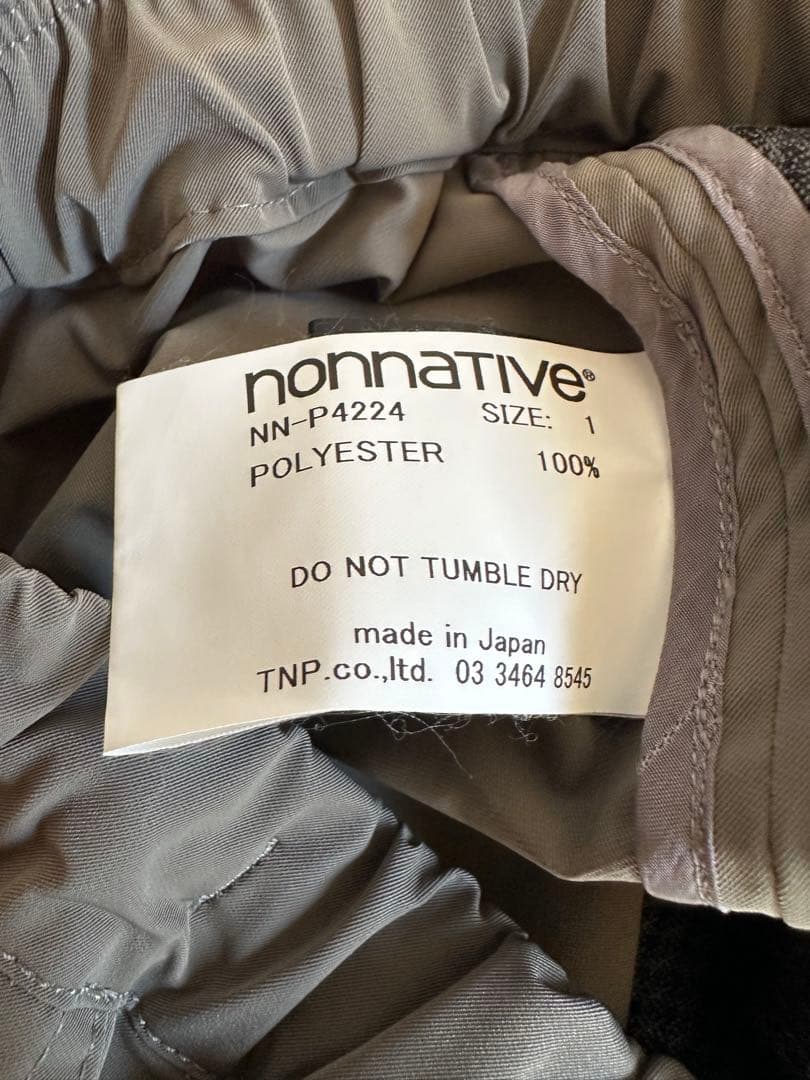 nonnative®
NN-P4224 SIZE: 1
POLYESTER 100%
DO NOT TUMBLE DRY
made in Japan
TNP.co.,ltd. 03 3464 8545